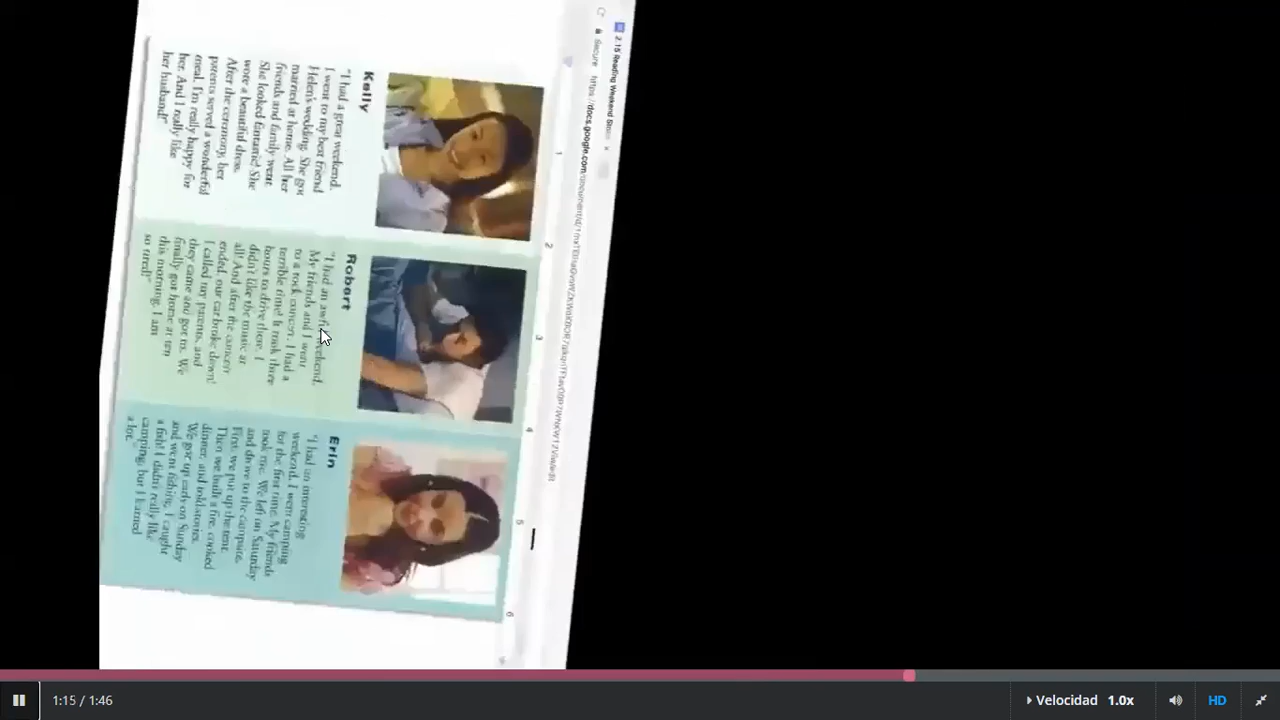 2.15 Reading Weekend Stories
Secure
https://docs.google.com/document/d/
1
2
3
4
5
6
Kelly
"I had a great weekend.
I went to my best friend
Helen's wedding. She got
married at home. All her
friends and family went.
She looked fantastic! She
wore a beautiful dress.
After the ceremony, her
parents served a wonderful
meal. I'm really happy for
her. And I really like
her husband!"
Robert
"I had an awful weekend.
My friends and I went
to a rock concert. I had a
terrible time! It took three
hours to drive there. I
didn't like the music at
all! And after the concert
ended, our car broke down!
I called my parents, and
they came and got us. We
finally got home at ten
this morning. I am
so tired!"
Erin
"I had an interesting
weekend. I went camping
for the first time. My friends
took me. We left on Saturday
and drove to the campsite.
First, we put up the tent.
Then we built a fire, cooked
dinner, and told stories.
We got up early on Sunday
and went fishing. I caught
a fish! I didn't really like
camping, but I learned
a lot."
1:15 / 1:46
Velocidad 1.0x
HD